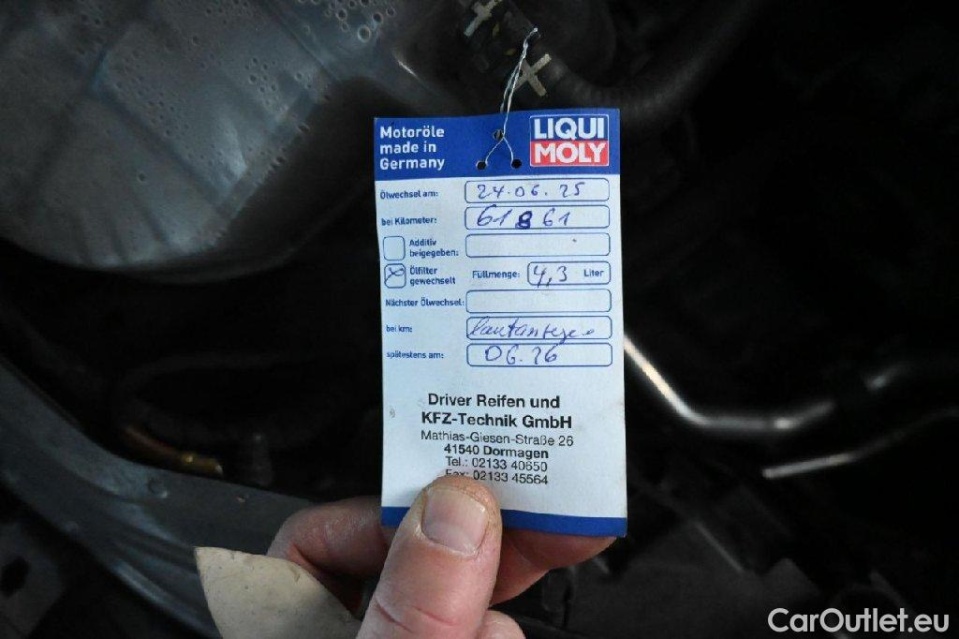 Motoröle
made in
Germany
LIQUI
MOLY
Ölwechsel am: 24.06.25
bei Kilometer: 61861
Additiv
beigegeben:
Ölfilter
gewechselt Füllmenge: 4,3 Liter
Nächster Ölwechsel:
bei km:
spätestens am: 06.26
Driver Reifen und
KFZ-Technik GmbH
Mathias-Giesen-Straße 26
41540 Dormagen
Tel.: 02133 40650
Fax: 02133 45564
CarOutlet.eu